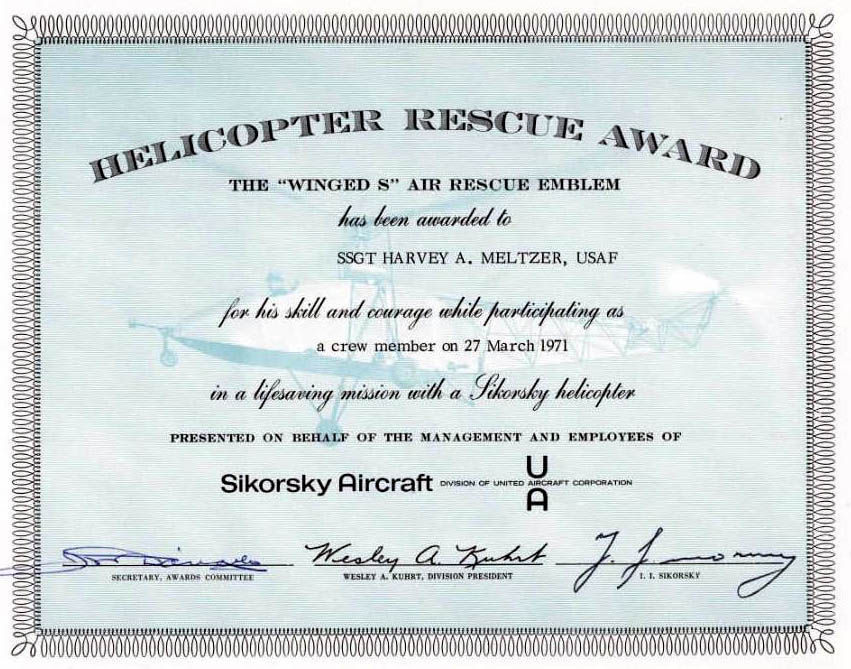 HELICOPTER RESCUE AWARD
THE "WINGED S" AIR RESCUE EMBLEM
has been awarded to
SSGT HARVEY A. MELTZER, USAF
for his skill and courage while participating as
a crew member on 27 March 1971
in a lifesaving mission with a Sikorsky helicopter
PRESENTED ON BEHALF OF THE MANAGEMENT AND EMPLOYEES OF
Sikorsky Aircraft DIVISION OF UNITED AIRCRAFT CORPORATION
U
A
Wesley A. Kuhrt
SECRETARY, AWARDS COMMITTEE WESLEY A. KUHRT, DIVISION PRESIDENT I. I. SIKORSKY